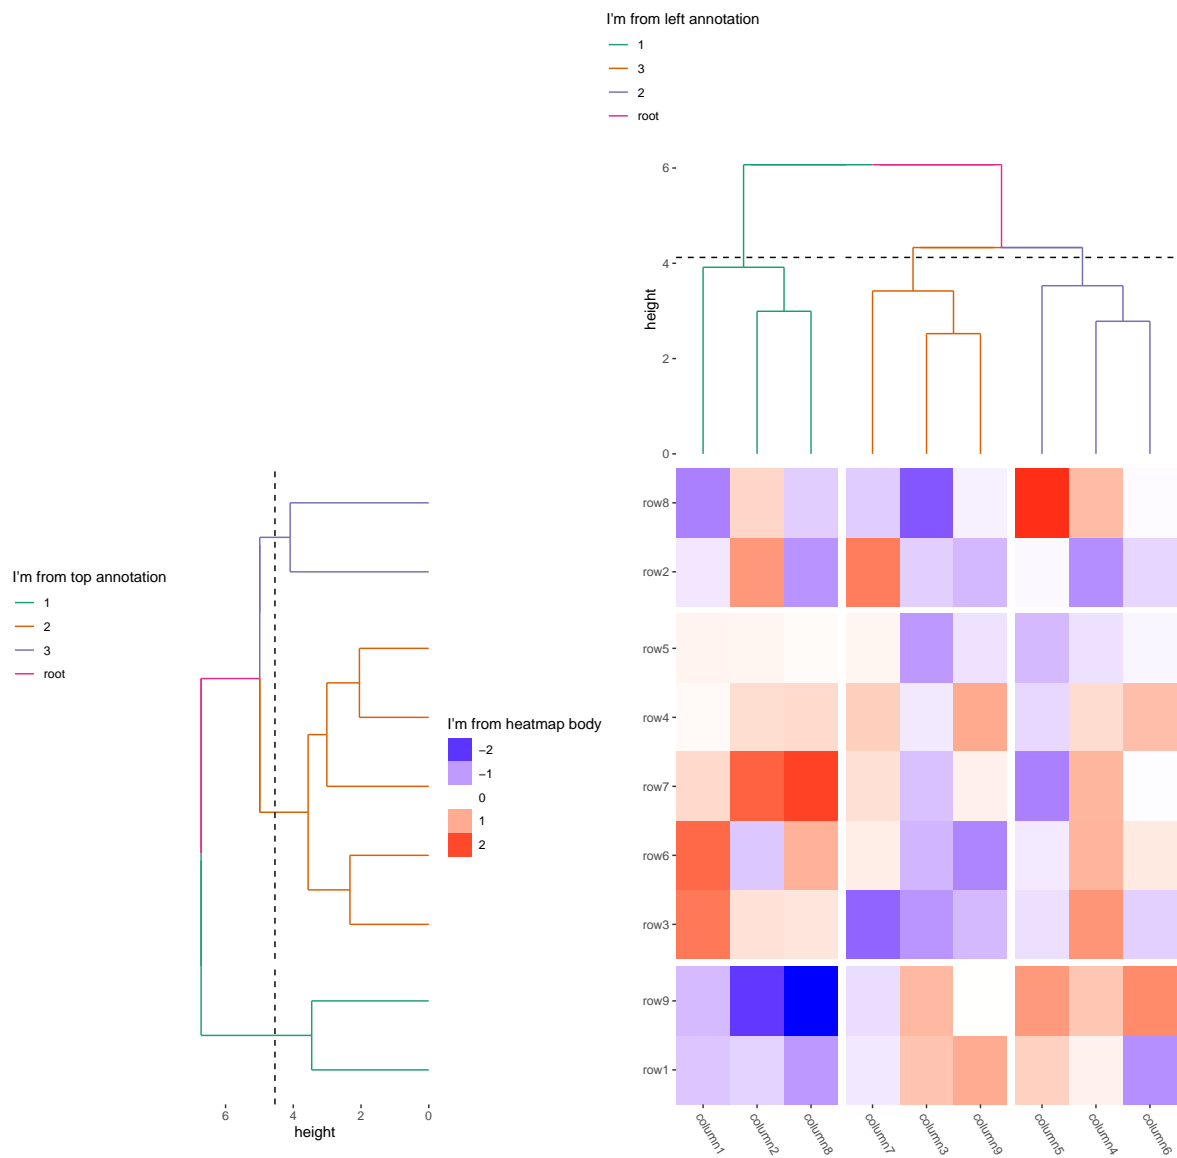 I'm from left annotation
1
3
2
root
6
4
2
0
height
I'm from top annotation
1
2
3
root
6
4
2
0
height
I'm from heatmap body
−2
−1
0
1
2
row8
row2
row5
row4
row7
row6
row3
row9
row1
column1
column2
column8
column7
column3
column9
column5
column4
column6